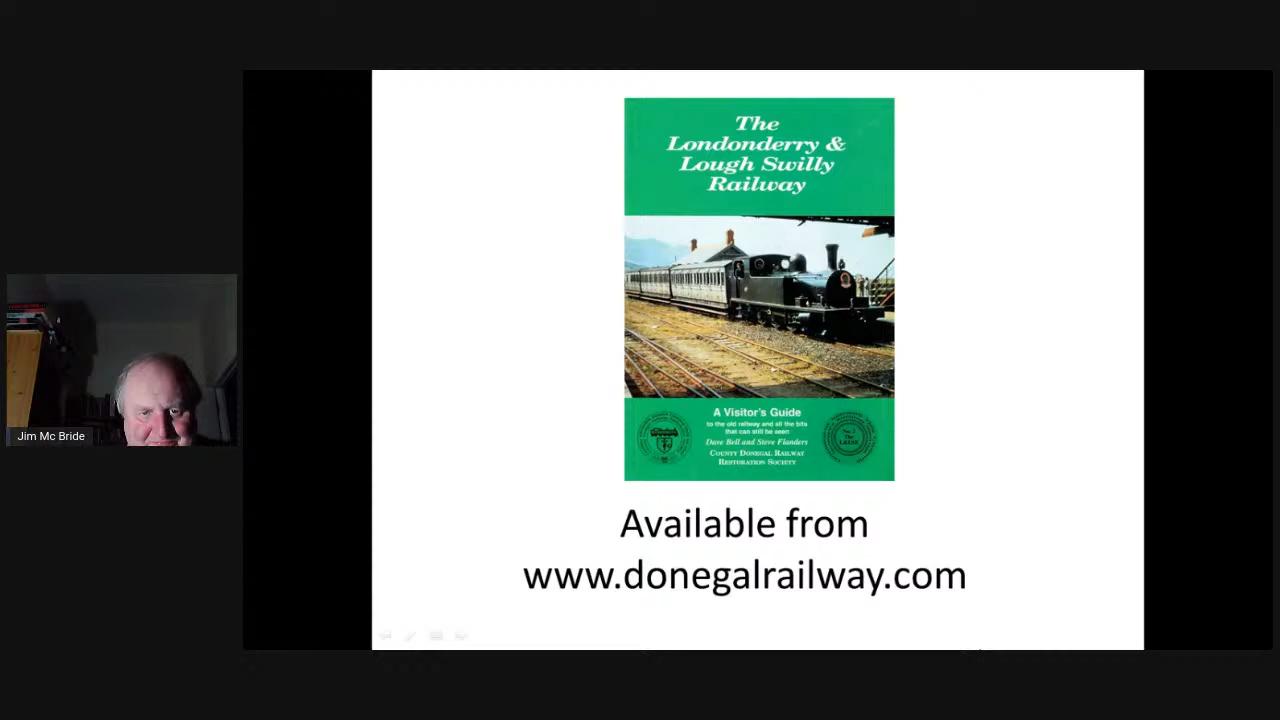 The
Londonderry &
Lough Swilly
Railway
A Visitor's Guide
to the old railway and all the bits
that can still be seen
Dave Bell and Steve Flanders
COUNTY DONEGAL RAILWAY
RESTORATION SOCIETY
Available from
www.donegalrailway.com
Jim Mc Bride